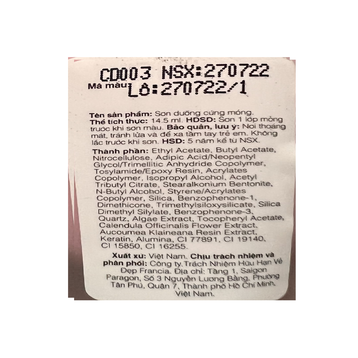 CD003 NSX:270722
Mã màu Lô:270722/1
Tên sản phẩm: Sơn dưỡng cứng móng.
Thể tích thực: 14.5 ml. HDSD: Sơn 1 lớp mỏng
trước khi sơn màu. Bảo quản, lưu ý: Nơi thoáng
mát, tránh lửa và để xa tầm tay trẻ em. Không
lắc trước khi sơn. HSD: 5 năm kể từ NSX.
Thành phần: Ethyl Acetate, Butyl Acetate,
Nitrocellulose, Adipic Acid/Neopentyl
Glycol/Trimellitic Anhydride Copolymer,
Tosylamide/Epoxy Resin, Acrylates
Copolymer, Isopropyl Alcohol, Acetyl
Tributyl Citrate, Stearalkonium Bentonite,
N-Butyl Alcohol, Styrene/Acrylates
Copolymer, Silica, Benzophenone-1,
Dimethicone, Trimethylsiloxysilicate, Silica
Dimethyl Silylate, Benzophenone-3,
Quartz, Algae Extract, Tocopheryl Acetate,
Calendula Officinalis Flower Extract,
Aucoumea Klaineana Resin Extract,
Keratin, Alumina, CI 77891, CI 19140,
CI 15850, CI 16255.
Xuất xứ: Việt Nam. Chịu trách nhiệm và
phân phối: Công ty Trách Nhiệm Hữu Hạn Vẻ
Đẹp Francia. Địa chỉ: Tầng 1, Saigon
Paragon, Số 3 Nguyễn Lương Bằng, Phường
Tân Phú, Quận 7, Thành phố Hồ Chí Minh,
Việt Nam.